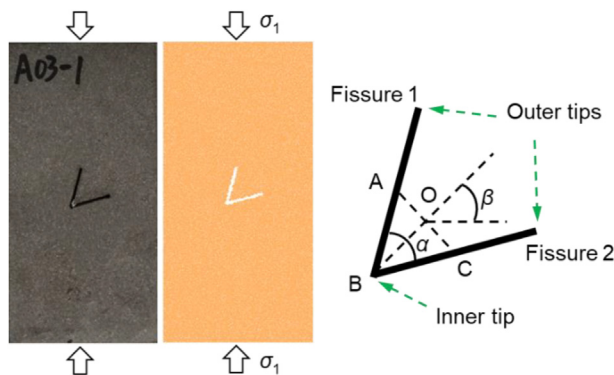 σ1
A03-1
Fissure 1
Outer tips
A
O
β
α
B
C
Fissure 2
Inner tip
σ1